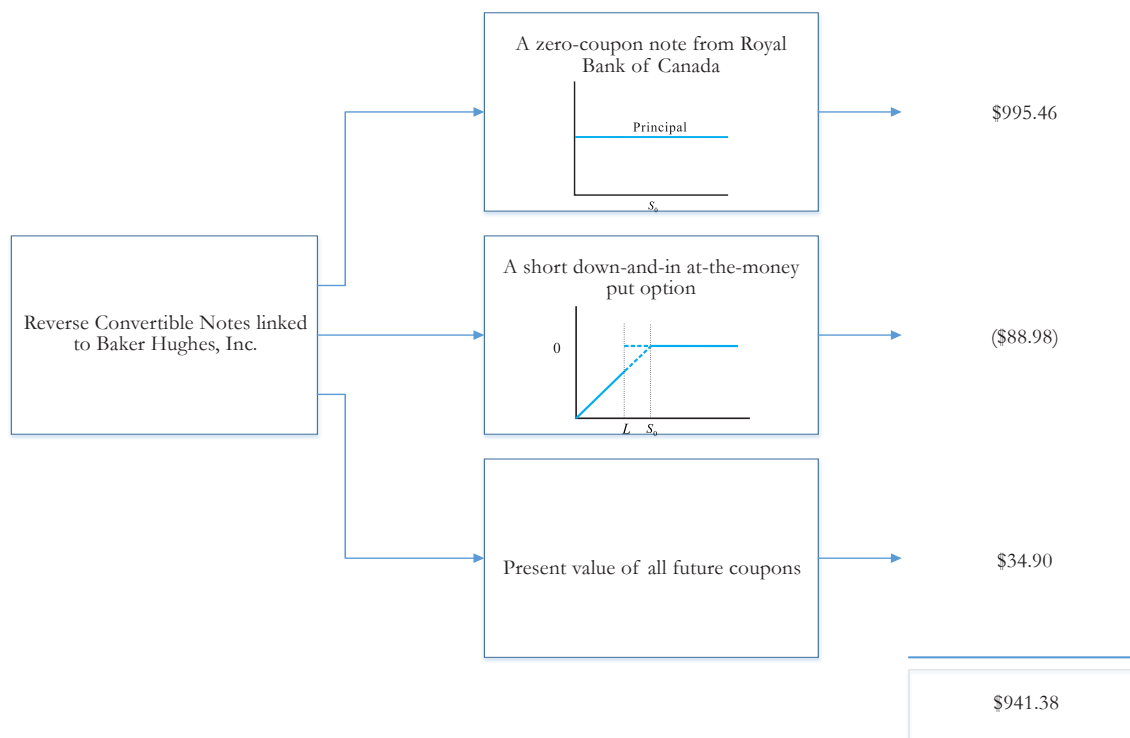 A zero-coupon note from Royal
Bank of Canada
Principal
S₀
$995.46
Reverse Convertible Notes linked
to Baker Hughes, Inc.
A short down-and-in at-the-money
put option
0
L S₀
($88.98)
Present value of all future coupons
$34.90
$941.38